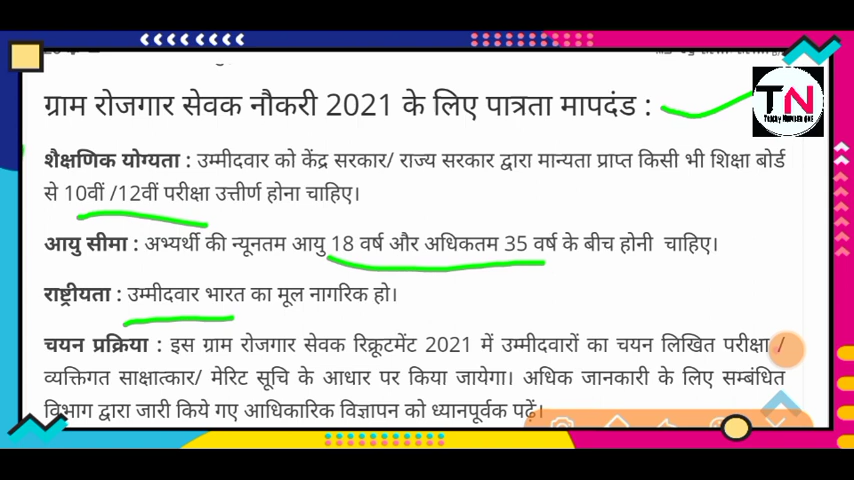 ग्राम रोजगार सेवक नौकरी 2021 के लिए पात्रता मापदंड :
TN
शैक्षणिक योग्यता : उम्मीदवार को केंद्र सरकार/ राज्य सरकार द्वारा मान्यता प्राप्त किसी भी शिक्षा बोर्ड
से 10वीं /12वीं परीक्षा उत्तीर्ण होना चाहिए।
आयु सीमा : अभ्यर्थी की न्यूनतम आयु 18 वर्ष और अधिकतम 35 वर्ष के बीच होनी चाहिए।
राष्ट्रीयता : उम्मीदवार भारत का मूल नागरिक हो।
चयन प्रक्रिया : इस ग्राम रोजगार सेवक रिक्रूटमेंट 2021 में उम्मीदवारों का चयन लिखित परीक्षा /
व्यक्तिगत साक्षात्कार/ मेरिट सूचि के आधार पर किया जायेगा। अधिक जानकारी के लिए सम्बंधित
विभाग द्वारा जारी किये गए आधिकारिक विज्ञापन को ध्यानपूर्वक पढ़ें।